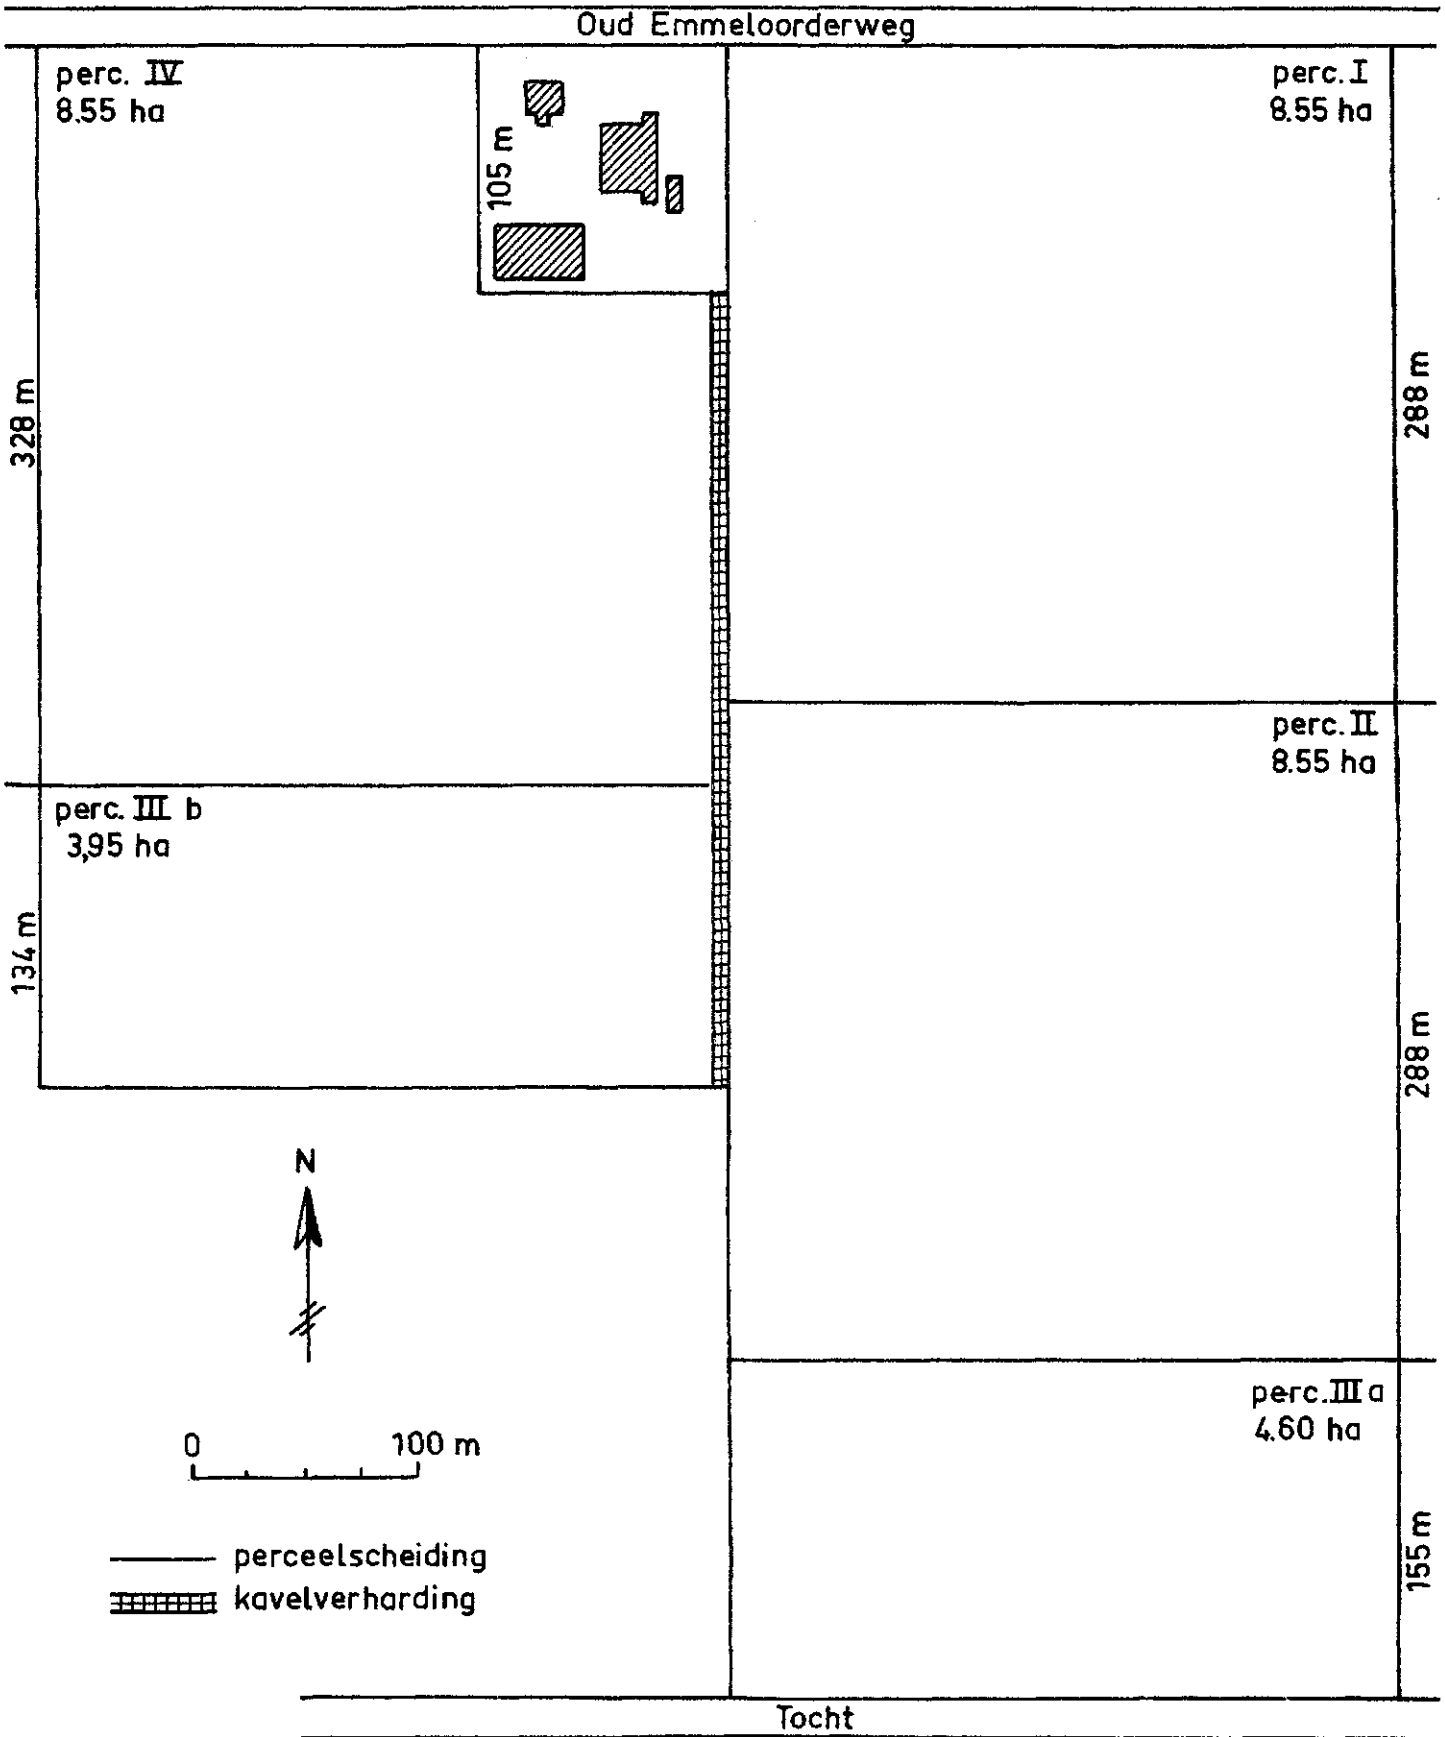 Oud Emmeloorderweg
perc. IV
8.55 ha
perc. I
8.55 ha
105 m
328 m
288 m
perc. II
8.55 ha
perc. III b
3,95 ha
134 m
288 m
N
perc. III a
4.60 ha
0 100 m
155 m
perceelscheiding
kavelverharding
Tocht